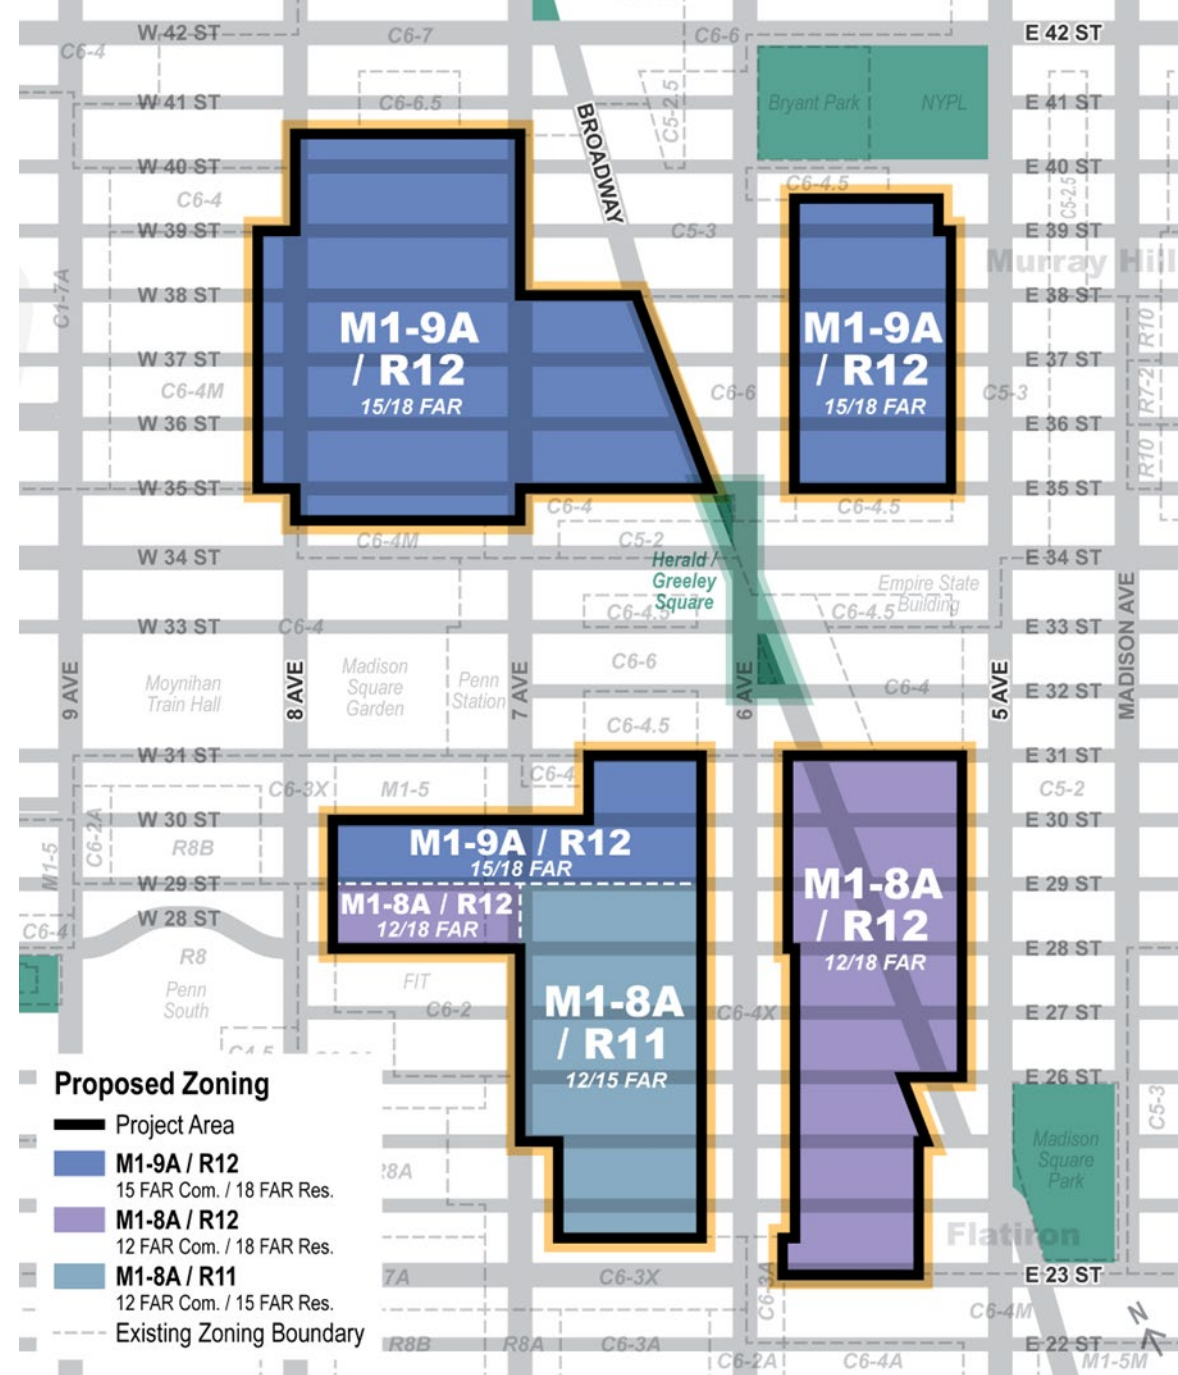 W 42 ST
C6-7
C6-6
E 42 ST
C6-4
W 41 ST
C6-6.5
C5-2.5
Bryant Park
NYPL
E 41 ST
BROADWAY
W 40 ST
C6-4.5
E 40 ST
C6-4
C5-2.5
W 39 ST
C5-3
E 39 ST
Murray Hill
C1-7A
W 38 ST
E 38 ST
M1-9A
/ R12
15/18 FAR
M1-9A
/ R12
15/18 FAR
R10
W 37 ST
E 37 ST
C6-4M
C6-6
C5-3
R7-2
W 36 ST
E 36 ST
R10
W 35 ST
E 35 ST
C6-4
C6-4.5
C6-4M
C5-2
W 34 ST
Herald /
Greeley
Square
E 34 ST
Empire State
Building
C6-4.5
C6-4.5
MADISON AVE
W 33 ST
C6-4
E 33 ST
9 AVE
Moynihan
Train Hall
8 AVE
Madison
Square
Garden
Penn
Station
7 AVE
C6-6
6 AVE
C6-4
5 AVE
E 32 ST
C6-4.5
W 31 ST
E 31 ST
C6-4
C6-3X
M1-5
C5-2
W 30 ST
E 30 ST
C6-2A
R8B
M1-5
M1-9A / R12
15/18 FAR
W 29 ST
E 29 ST
M1-8A / R12
12/18 FAR
M1-8A
/ R12
12/18 FAR
W 28 ST
C6-4
E 28 ST
R8
Penn
South
FIT
C6-2
M1-8A
/ R11
12/15 FAR
C6-4X
E 27 ST
E 26 ST
C5-3
Madison
Square
Park
Flatiron
7A
C6-3X
C6-3A
E 23 ST
C6-4M
R8B
R8A
C6-3A
E 22 ST
C6-2A
C6-4A
M1-5M
N
Proposed Zoning
Project Area
M1-9A / R12
15 FAR Com. / 18 FAR Res.
M1-8A / R12
12 FAR Com. / 18 FAR Res.
M1-8A / R11
12 FAR Com. / 15 FAR Res.
Existing Zoning Boundary